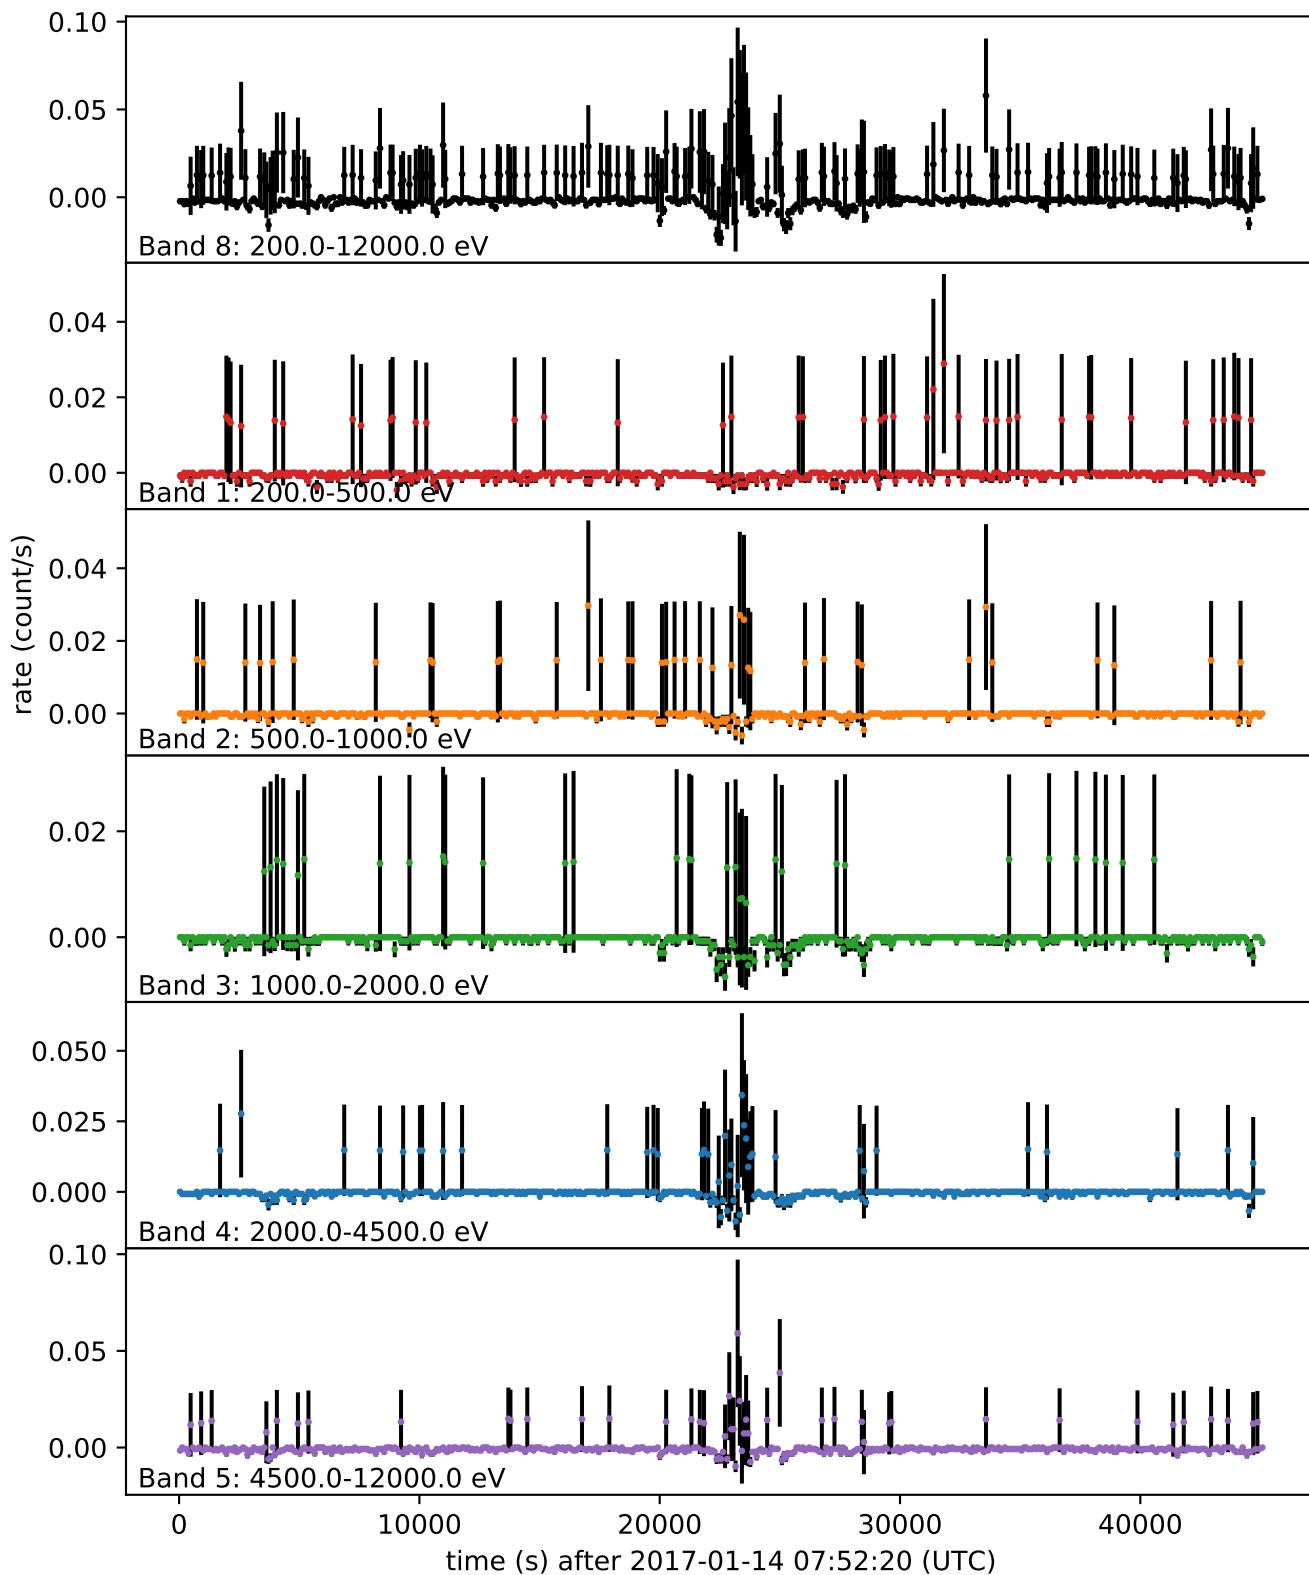 0.10
0.05
0.00
Band 8: 200.0-12000.0 eV
0.04
0.02
0.00
Band 1: 200.0-500.0 eV
rate (count/s)
0.04
0.02
0.00
Band 2: 500.0-1000.0 eV
0.02
0.00
Band 3: 1000.0-2000.0 eV
0.050
0.025
0.000
Band 4: 2000.0-4500.0 eV
0.10
0.05
0.00
Band 5: 4500.0-12000.0 eV
0 10000 20000 30000 40000
time (s) after 2017-01-14 07:52:20 (UTC)